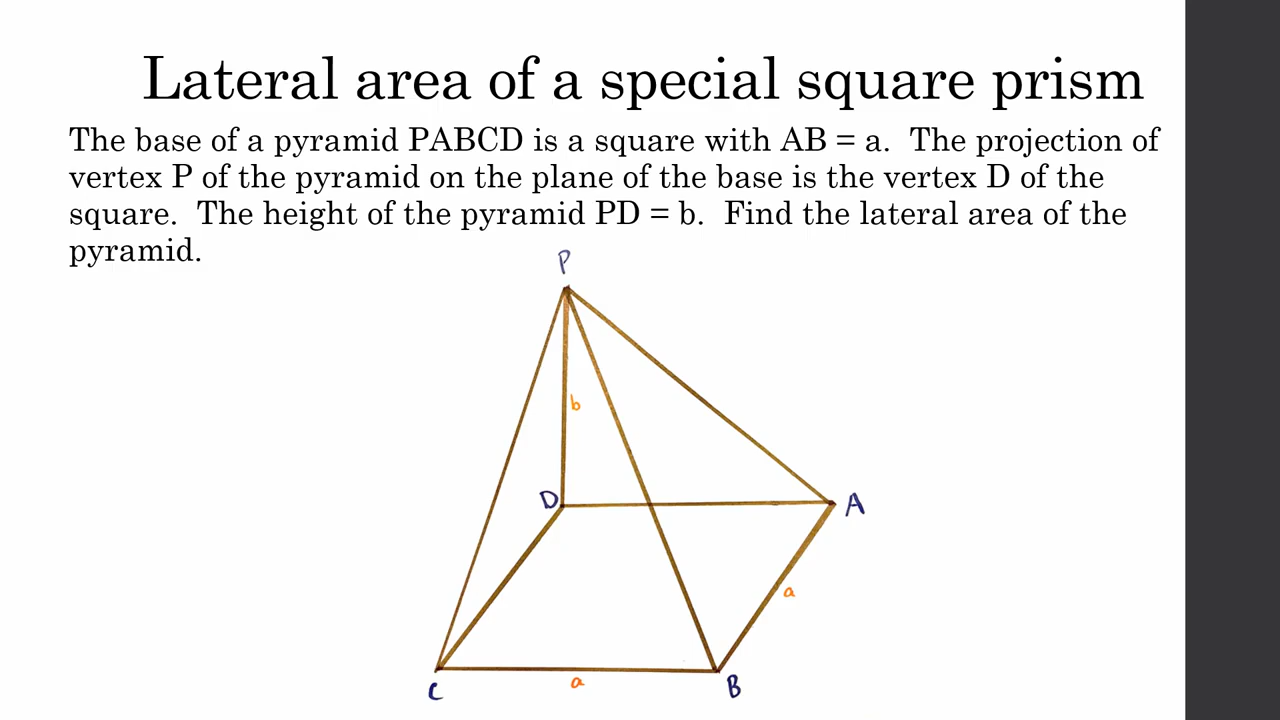 Lateral area of a special square prism
The base of a pyramid PABCD is a square with AB = a. The projection of
vertex P of the pyramid on the plane of the base is the vertex D of the
square. The height of the pyramid PD = b. Find the lateral area of the
pyramid.
P
b
D
A
a
C
a
B